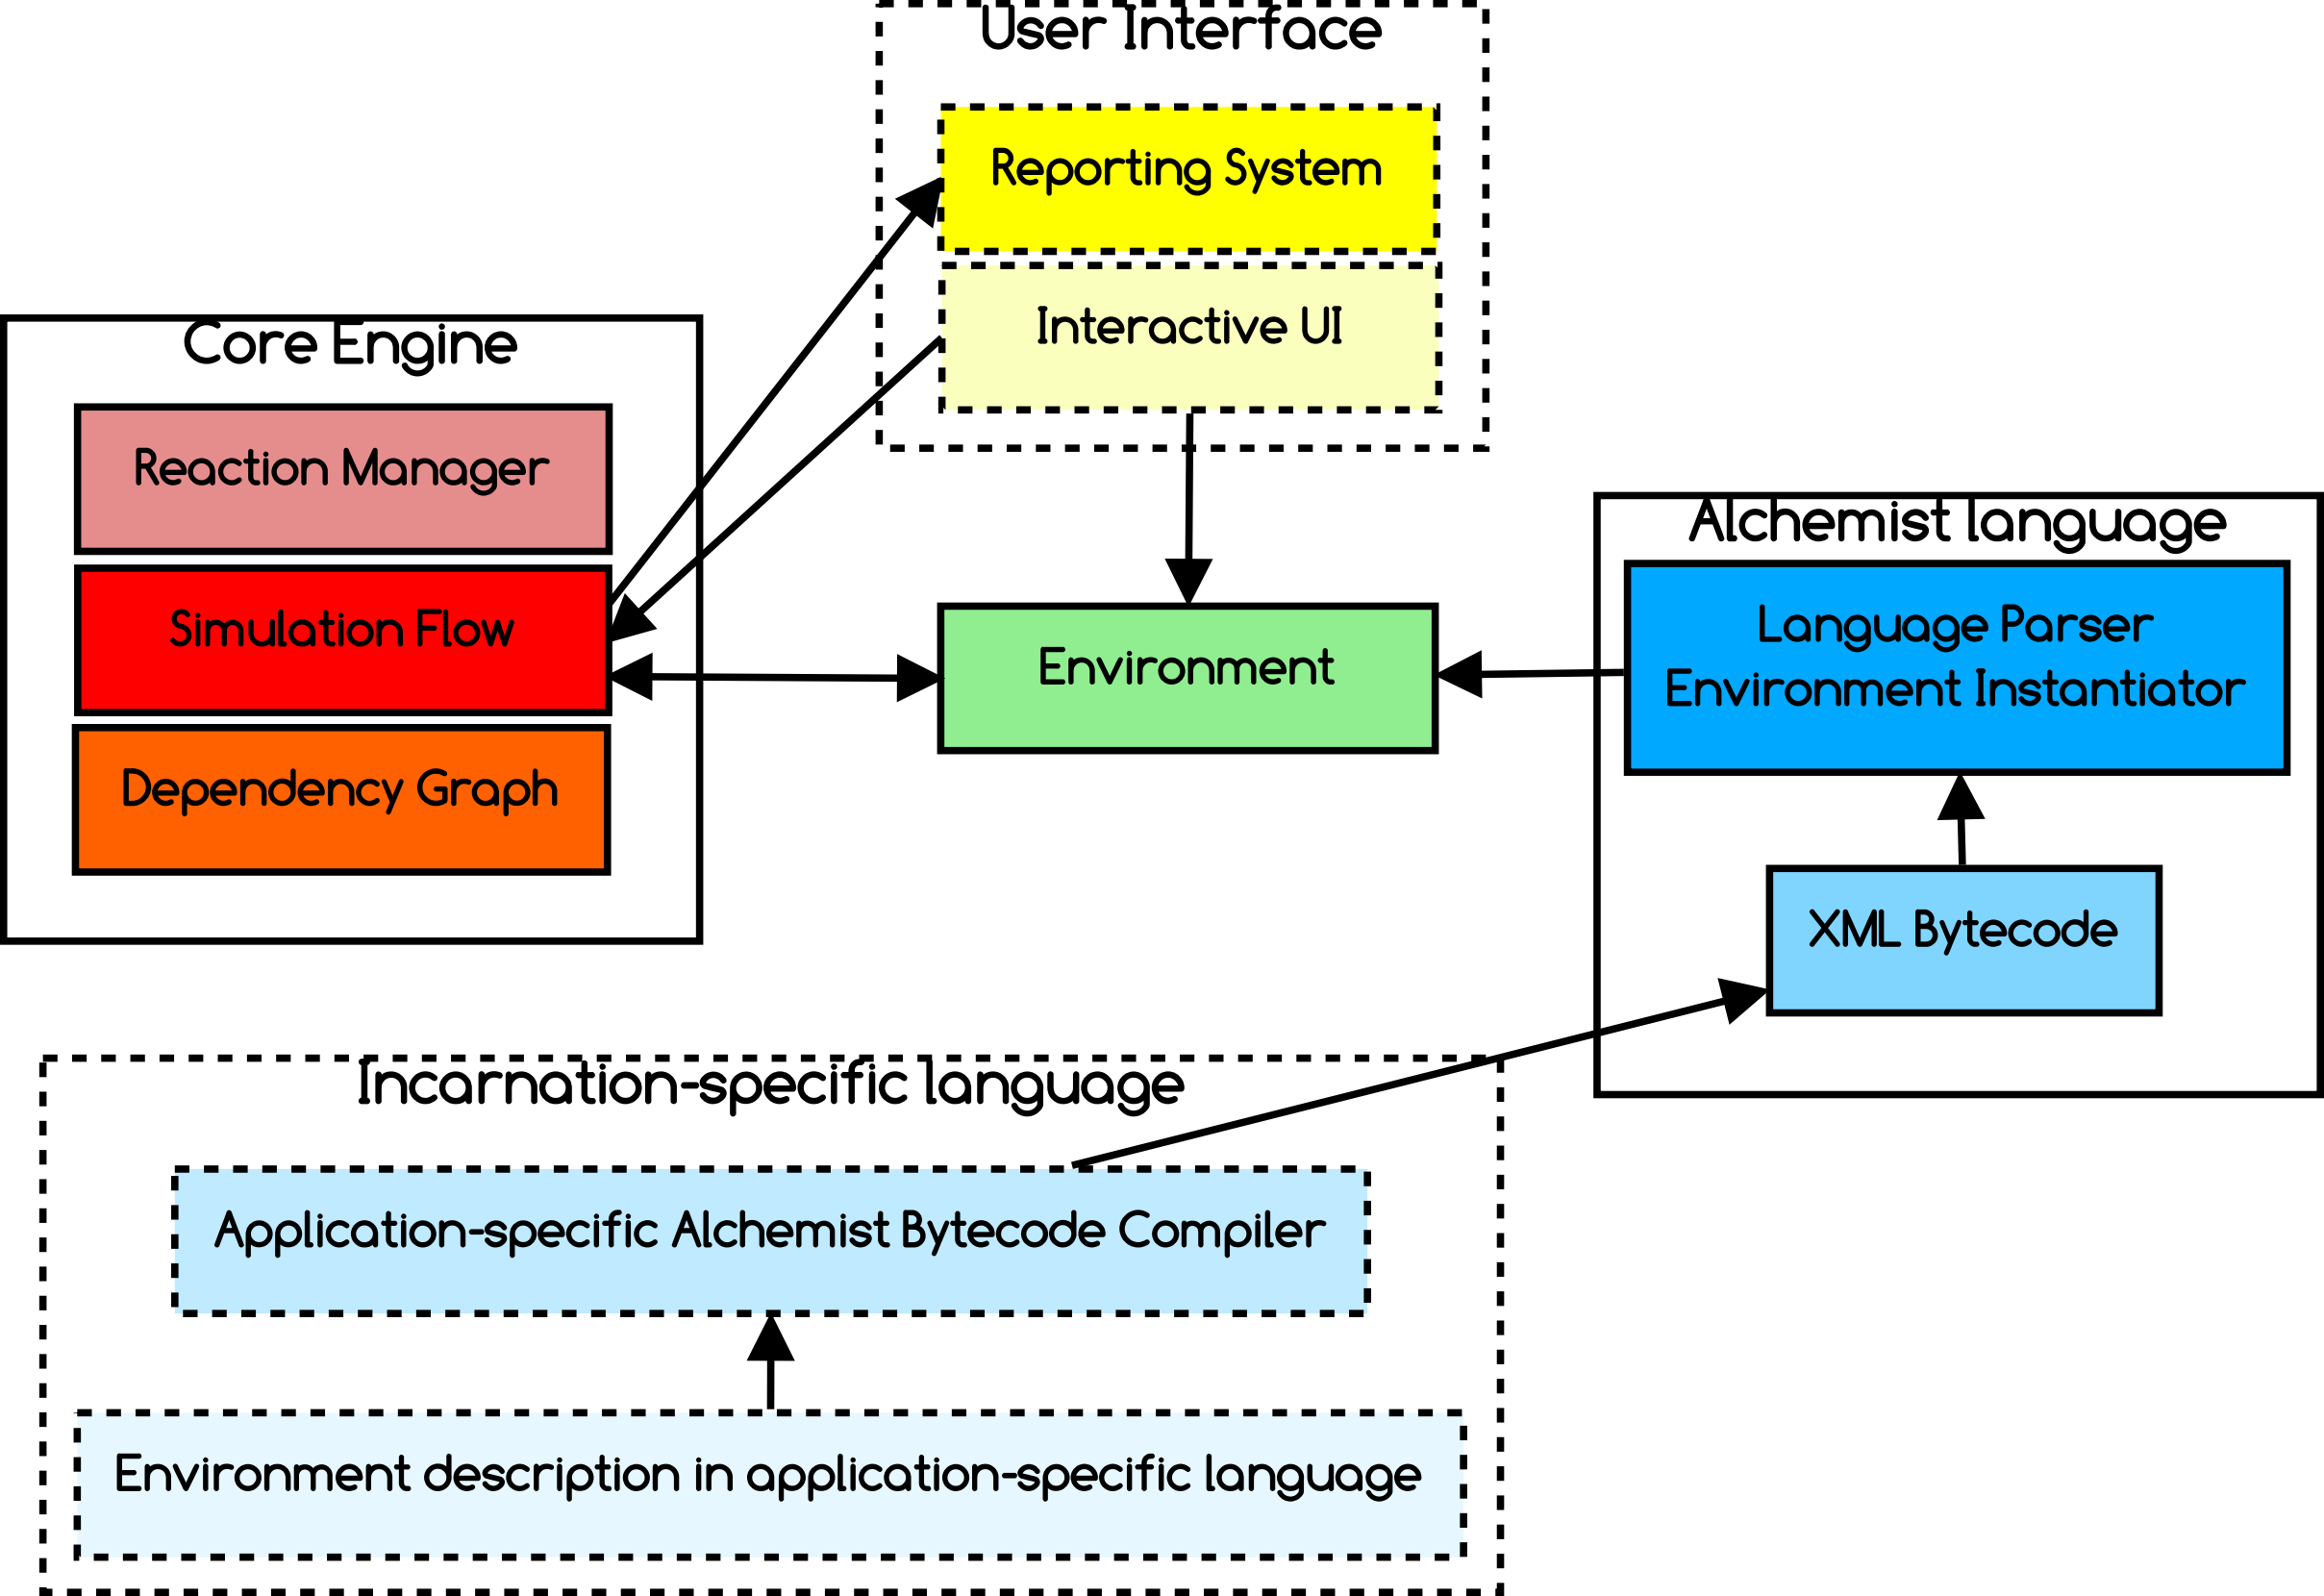 User Interface
Reporting System
Interactive UI
Core Engine
Reaction Manager
Simulation Flow
Dependency Graph
Environment
Alchemist language
Language Parser
Environment Instantiator
XML Bytecode
Incarnation-specific language
Application-specific Alchemist Bytecode Compiler
Environment description in application-specific language